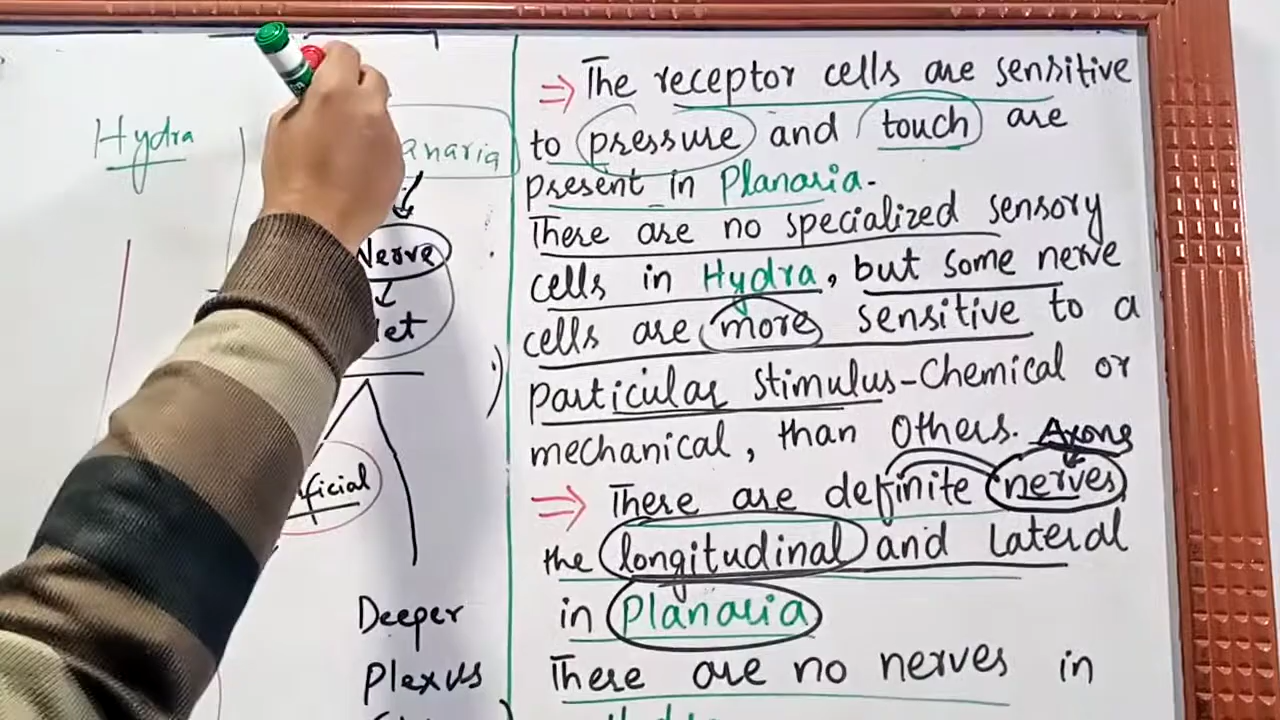 Hydra
anaria
Nerve
Net
ficial
Deeper
Plexus
⇒ The receptor cells are sensitive
to pressure and touch are
present in Planaria.
There are no specialized sensory
cells in Hydra, but some nerve
cells are more sensitive to a
particular stimulus-Chemical or
mechanical, than Others. Axons
⇒ There are definite nerves
the longitudinal and Lateral
in Planaria
There are no nerves in